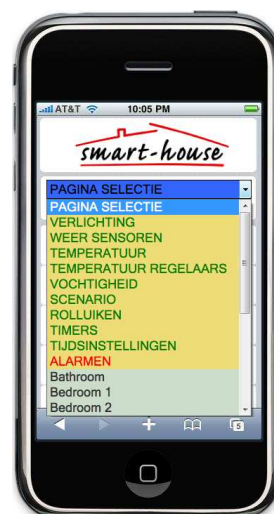 AT&T 10:05 PM
smart-house
PAGINA SELECTIE
PAGINA SELECTIE
VERLICHTING
WEER SENSOREN
TEMPERATUUR
TEMPERATUUR REGELAARS
VOCHTIGHEID
SCENARIO
ROLLUIKEN
TIMERS
TIJDSINSTELLINGEN
ALARMEN
Bathroom
Bedroom 1
Bedroom 2
5